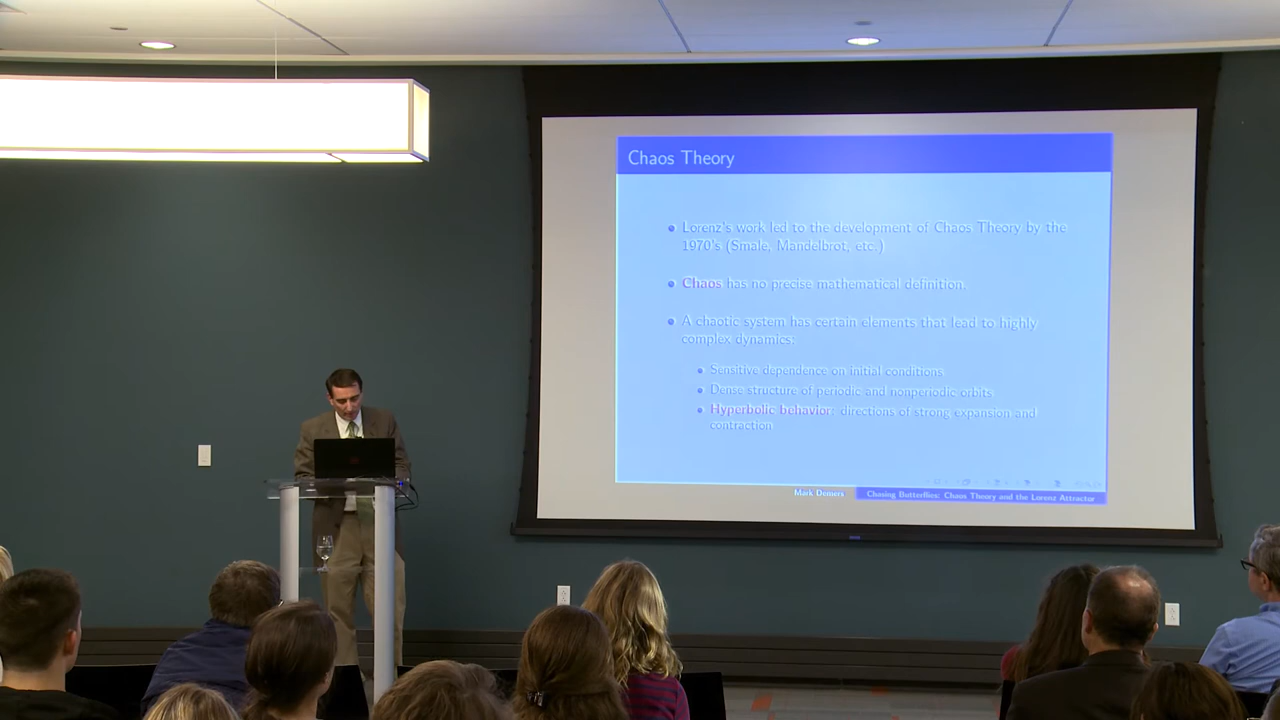 Chaos Theory
Lorenz's work led to the development of Chaos Theory by the
1970's (Smale, Mandelbrot, etc.)
Chaos has no precise mathematical definition.
A chaotic system has certain elements that lead to highly
complex dynamics:
Sensitive dependence on initial conditions
Dense structure of periodic and nonperiodic orbits
Hyperbolic behavior: directions of strong expansion and
contraction
Mark Demers
Chasing Butterflies: Chaos Theory and the Lorenz Attractor